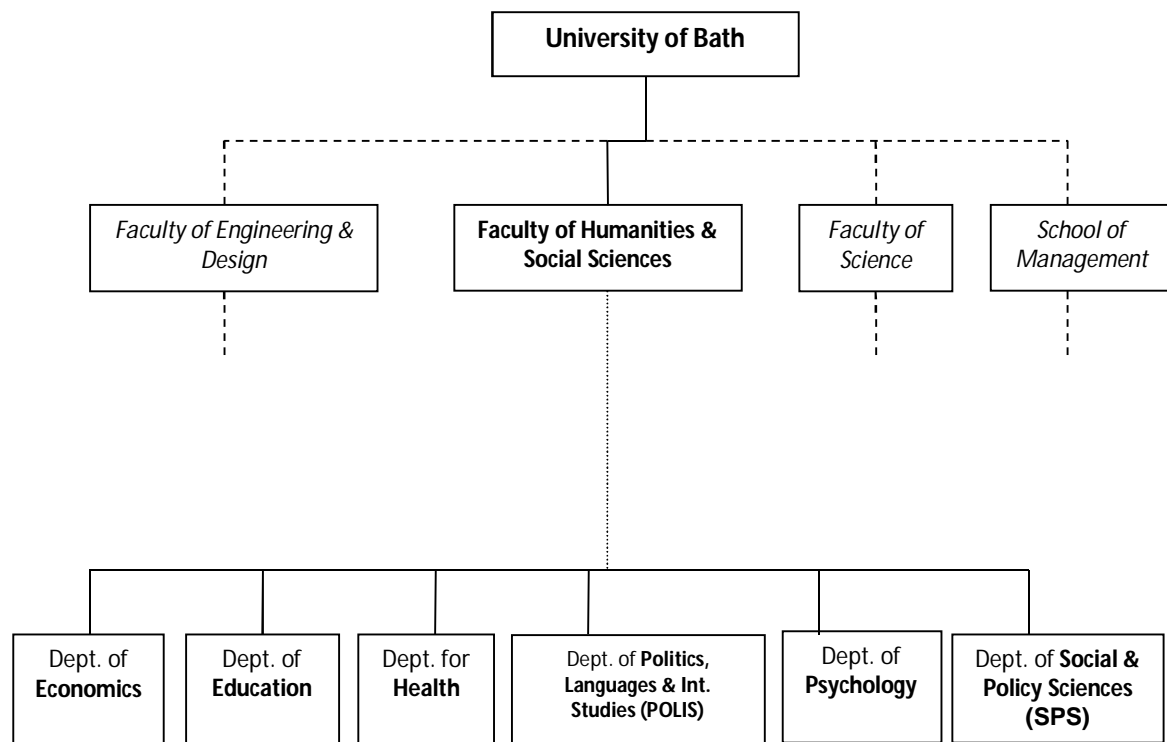 University of Bath
Faculty of Engineering &
Design
Faculty of Humanities &
Social Sciences
Faculty of
Science
School of
Management
Dept. of
Economics
Dept. of
Education
Dept. for
Health
Dept. of Politics,
Languages & Int.
Studies (POLIS)
Dept. of
Psychology
Dept. of Social &
Policy Sciences
(SPS)